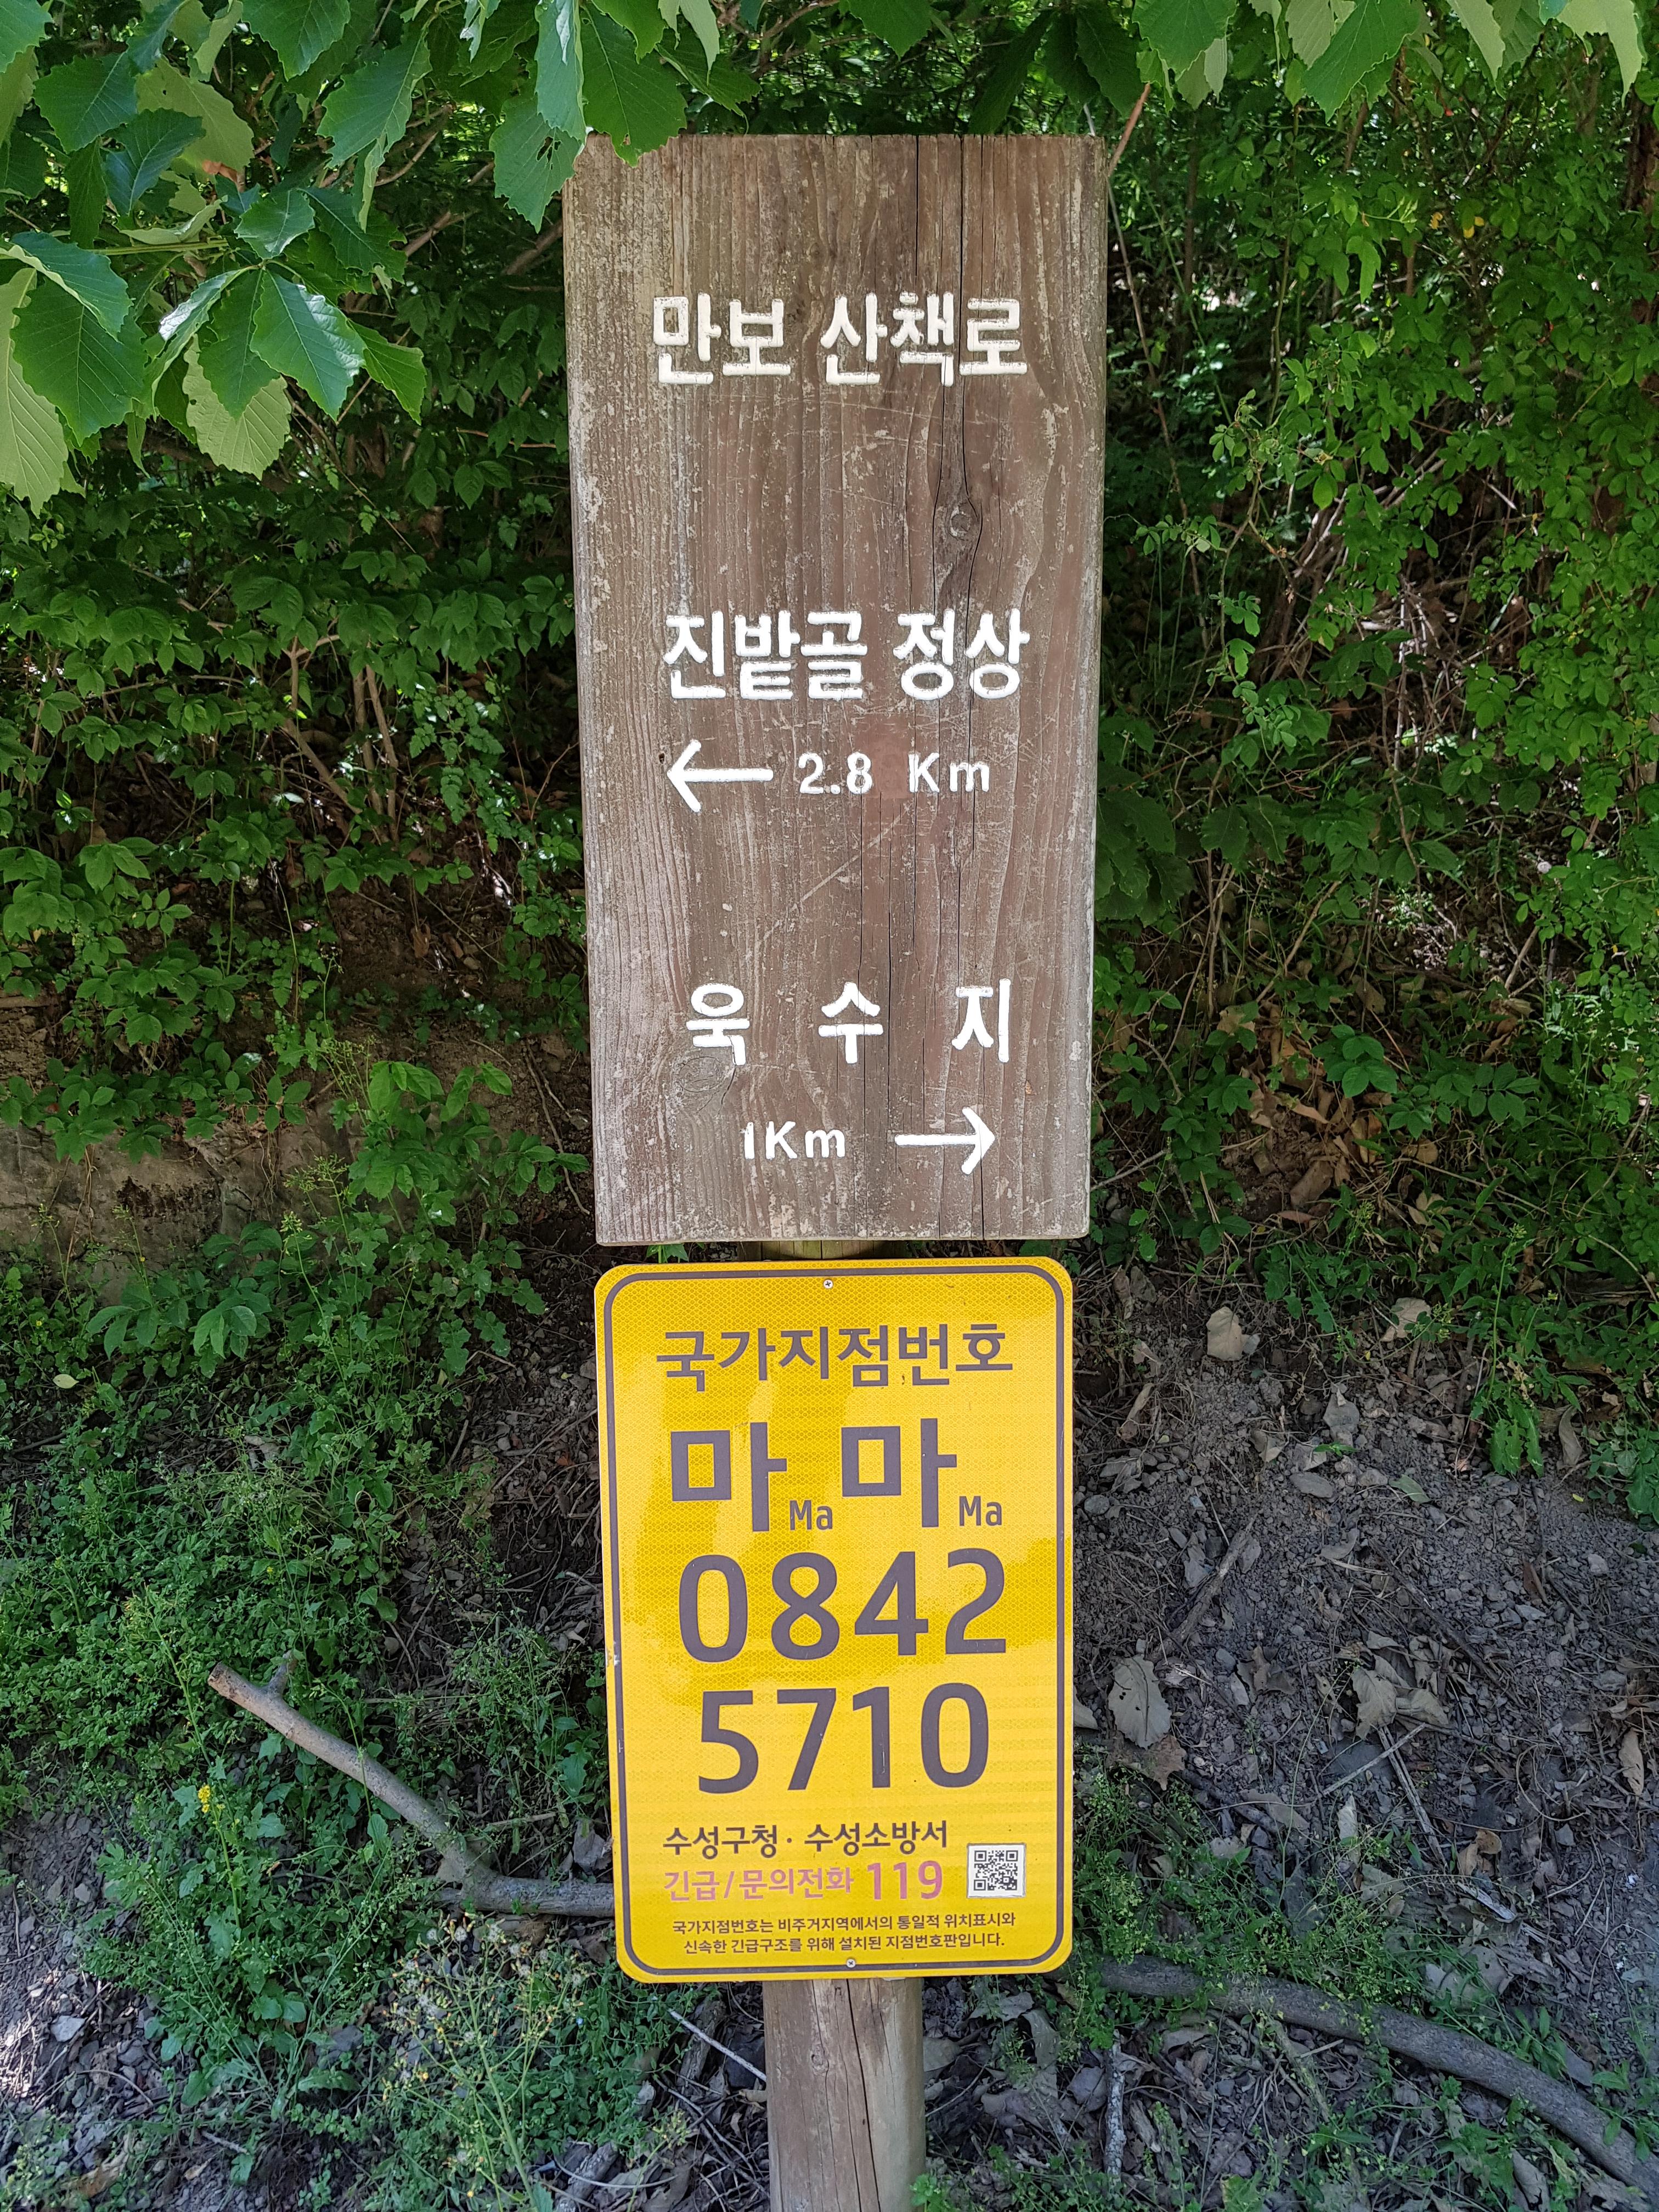 만보 산책로
진밭골 정상
← 2.8 Km
욱 수 지
1Km →
국가지점번호
마Ma 마Ma
0842
5710
수성구청 · 수성소방서
긴급/문의전화 119
국가지점번호는 비주거지역에서의 통일적 위치표시와
신속한 긴급구조를 위해 설치된 지점번호판입니다.